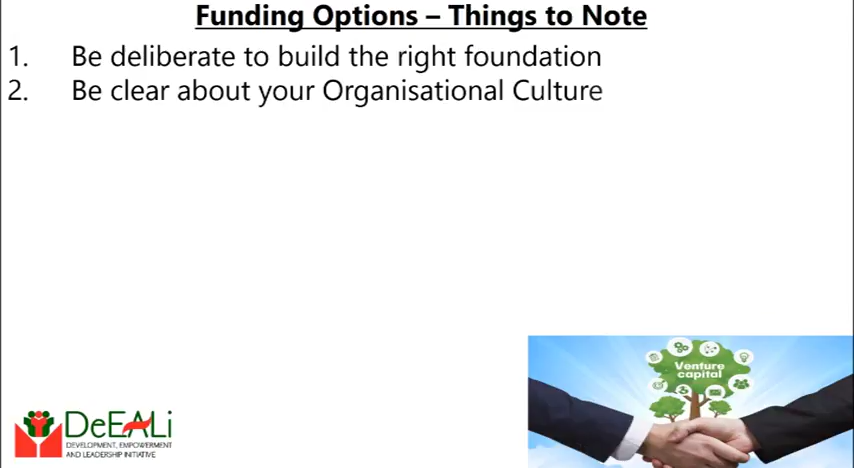 Funding Options – Things to Note
1. Be deliberate to build the right foundation
2. Be clear about your Organisational Culture
Venture
capital
DeEALi
DEVELOPMENT, EMPOWERMENT
AND LEADERSHIP INITIATIVE